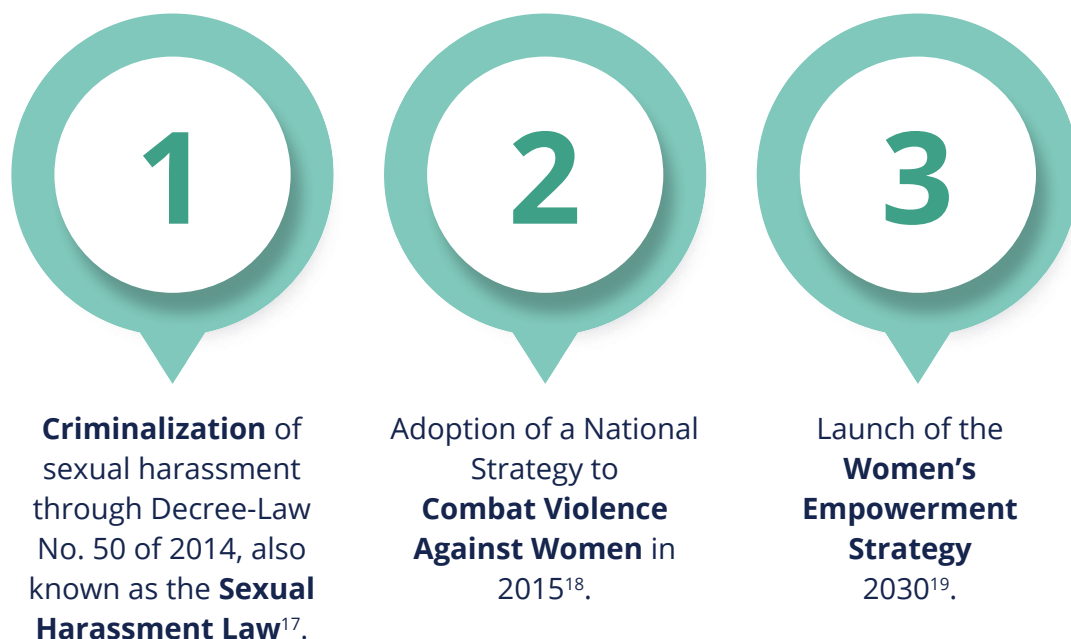 1
Criminalization of
sexual harassment
through Decree-Law
No. 50 of 2014, also
known as the Sexual
Harassment Law17.
2
Adoption of a National
Strategy to
Combat Violence
Against Women in
201518.
3
Launch of the
Women’s
Empowerment
Strategy
203019.